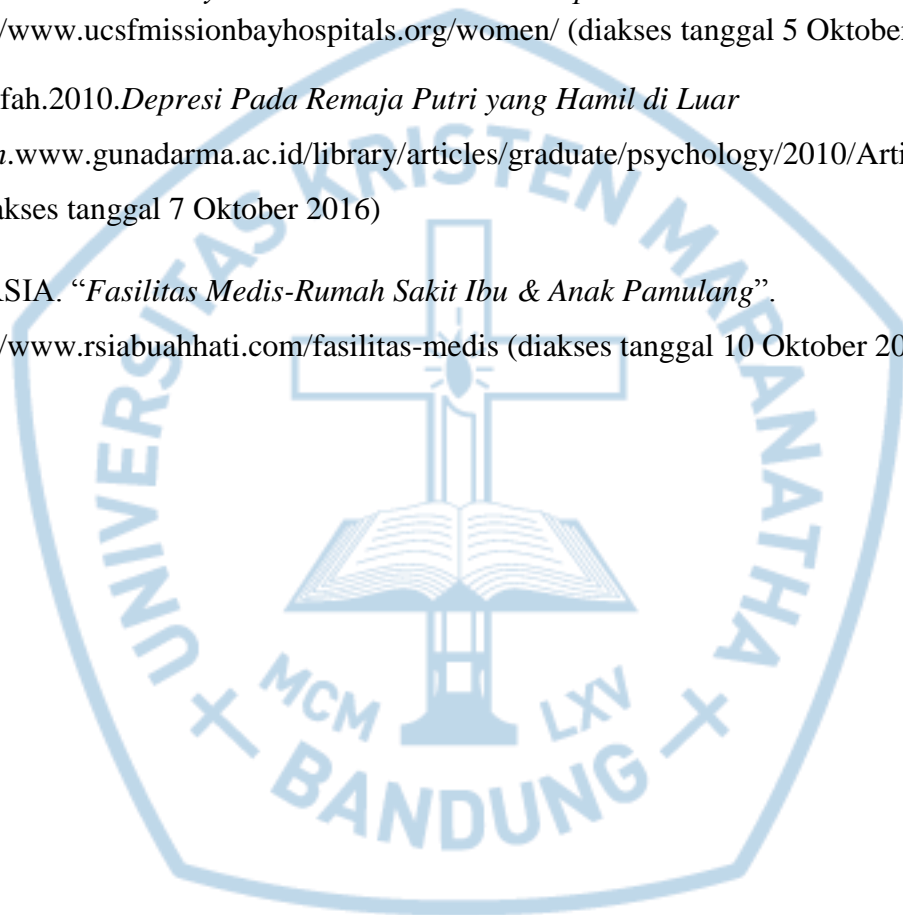 /www.ucsfmissionbayhospitals.org/women/ (diakses tanggal 5 Oktober
fah.2010.Depresi Pada Remaja Putri yang Hamil di Luar
n.www.gunadarma.ac.id/library/articles/graduate/psychology/2010/Arti
akses tanggal 7 Oktober 2016)
RSIA. “Fasilitas Medis-Rumah Sakit Ibu & Anak Pamulang”.
/www.rsiabuahhati.com/fasilitas-medis (diakses tanggal 10 Oktober 20
UNIVERSITAS KRISTEN MARANATHA
MCM LXV
BANDUNG